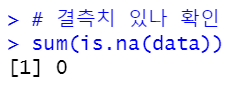 > # 결측치 있나 확인
> sum(is.na(data))
[1] 0